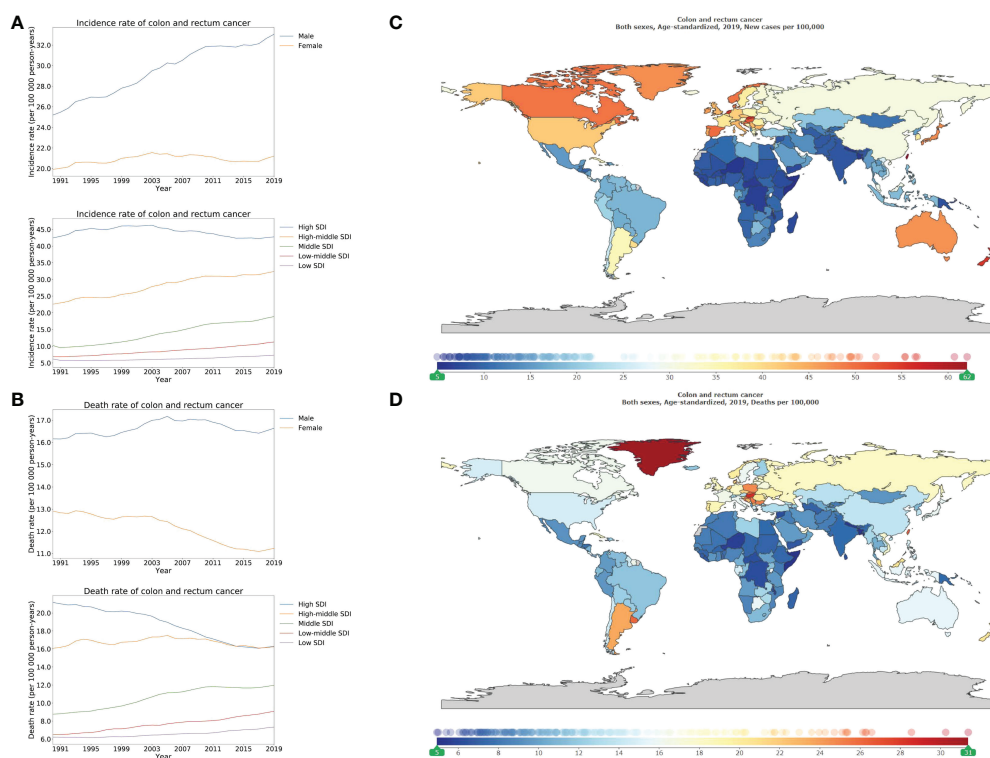 A
Incidence rate of colon and rectum cancer
Incidence rate (per 100 000 person-years)
32.0
30.0
28.0
26.0
24.0
22.0
20.0
1991 1995 1999 2003 2007 2011 2015 2019
Year
Male
Female
Incidence rate of colon and rectum cancer
Incidence rate (per 100 000 person-years)
45.0
40.0
35.0
30.0
25.0
20.0
15.0
10.0
5.0
1991 1995 1999 2003 2007 2011 2015 2019
Year
High SDI
High-middle SDI
Middle SDI
Low-middle SDI
Low SDI
B
Death rate of colon and rectum cancer
Death rate (per 100 000 person-years)
17.0
16.0
15.0
14.0
13.0
12.0
11.0
1991 1995 1999 2003 2007 2011 2015 2019
Year
Male
Female
Death rate of colon and rectum cancer
Death rate (per 100 000 person-years)
20.0
18.0
16.0
14.0
12.0
10.0
8.0
6.0
1991 1995 1999 2003 2007 2011 2015 2019
Year
High SDI
High-middle SDI
Middle SDI
Low-middle SDI
Low SDI
C
Colon and rectum cancer
Both sexes, Age-standardized, 2019, New cases per 100,000
5 10 15 20 25 30 35 40 45 50 55 60 62
D
Colon and rectum cancer
Both sexes, Age-standardized, 2019, Deaths per 100,000
5 6 8 10 12 14 16 18 20 22 24 26 28 30 31